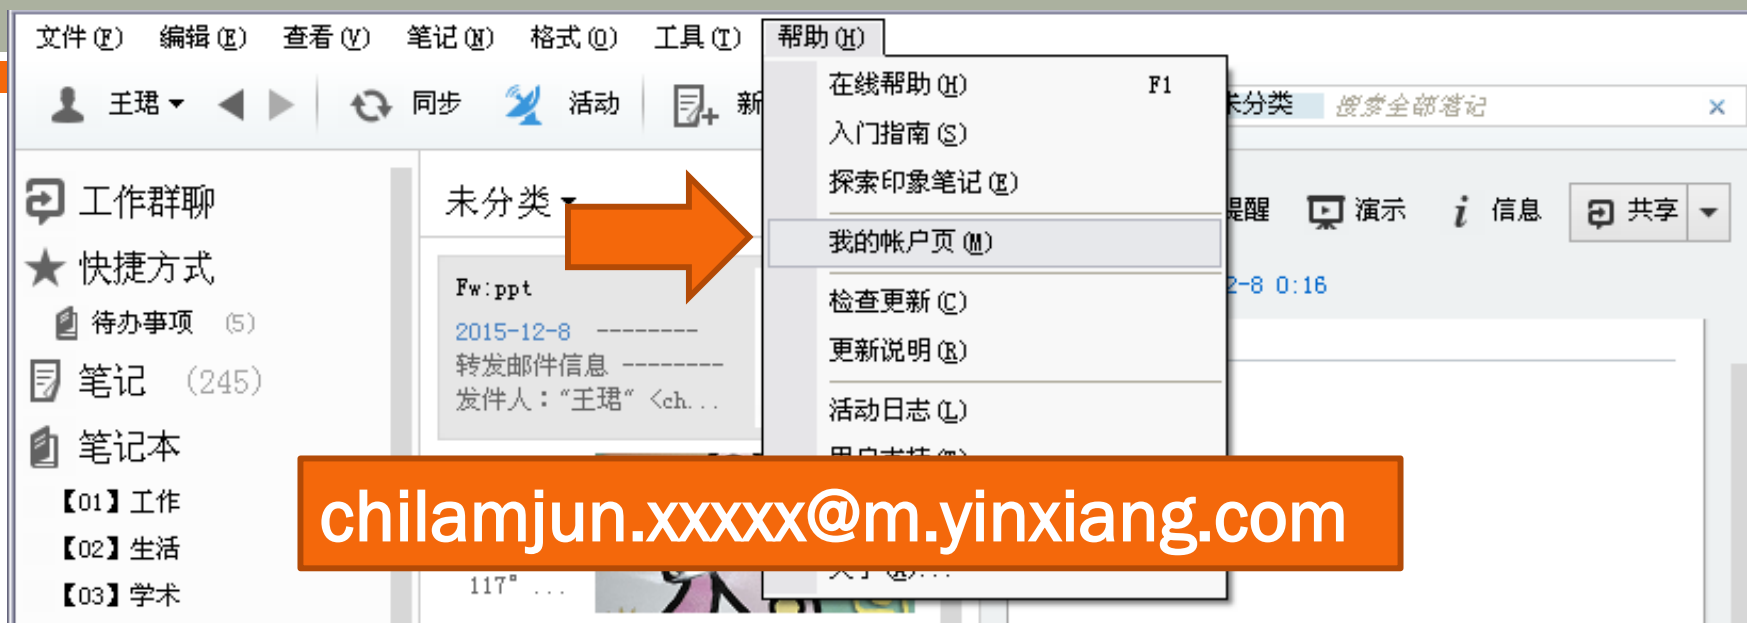 文件(F) 编辑(E) 查看(V) 笔记(N) 格式(O) 工具(T) 帮助(H)
王珺 同步 活动 新
未分类 搜索全部笔记 ×
在线帮助(H) F1
入门指南(S)
探索印象笔记(E)
我的帐户页(M)
检查更新(C)
更新说明(R)
活动日志(L)
工作群聊
快捷方式
待办事项 (5)
笔记 (245)
笔记本
【01】工作
【02】生活
【03】学术
未分类
Fw:ppt
2015-12-8 --------
转发邮件信息 --------
发件人："王珺" <ch...
117° ...
提醒 演示 信息 共享
2-8 0:16
chilamjun.xxxxx@m.yinxiang.com